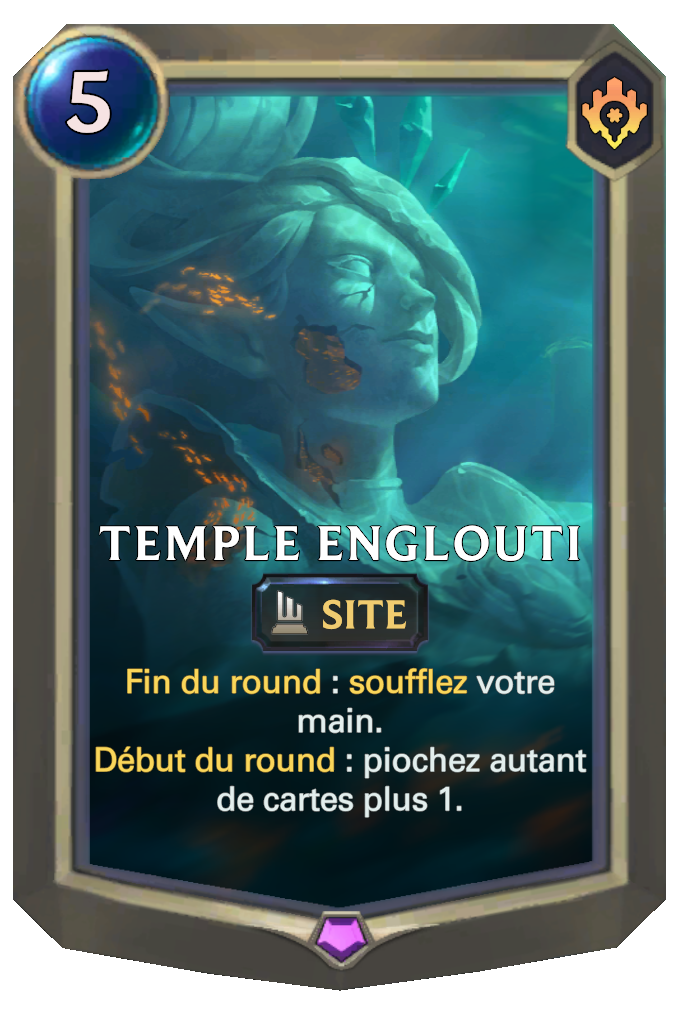 5
TEMPLE ENGLOUTI
SITE
Fin du round : soufflez votre
main.
Début du round : piochez autant
de cartes plus 1.